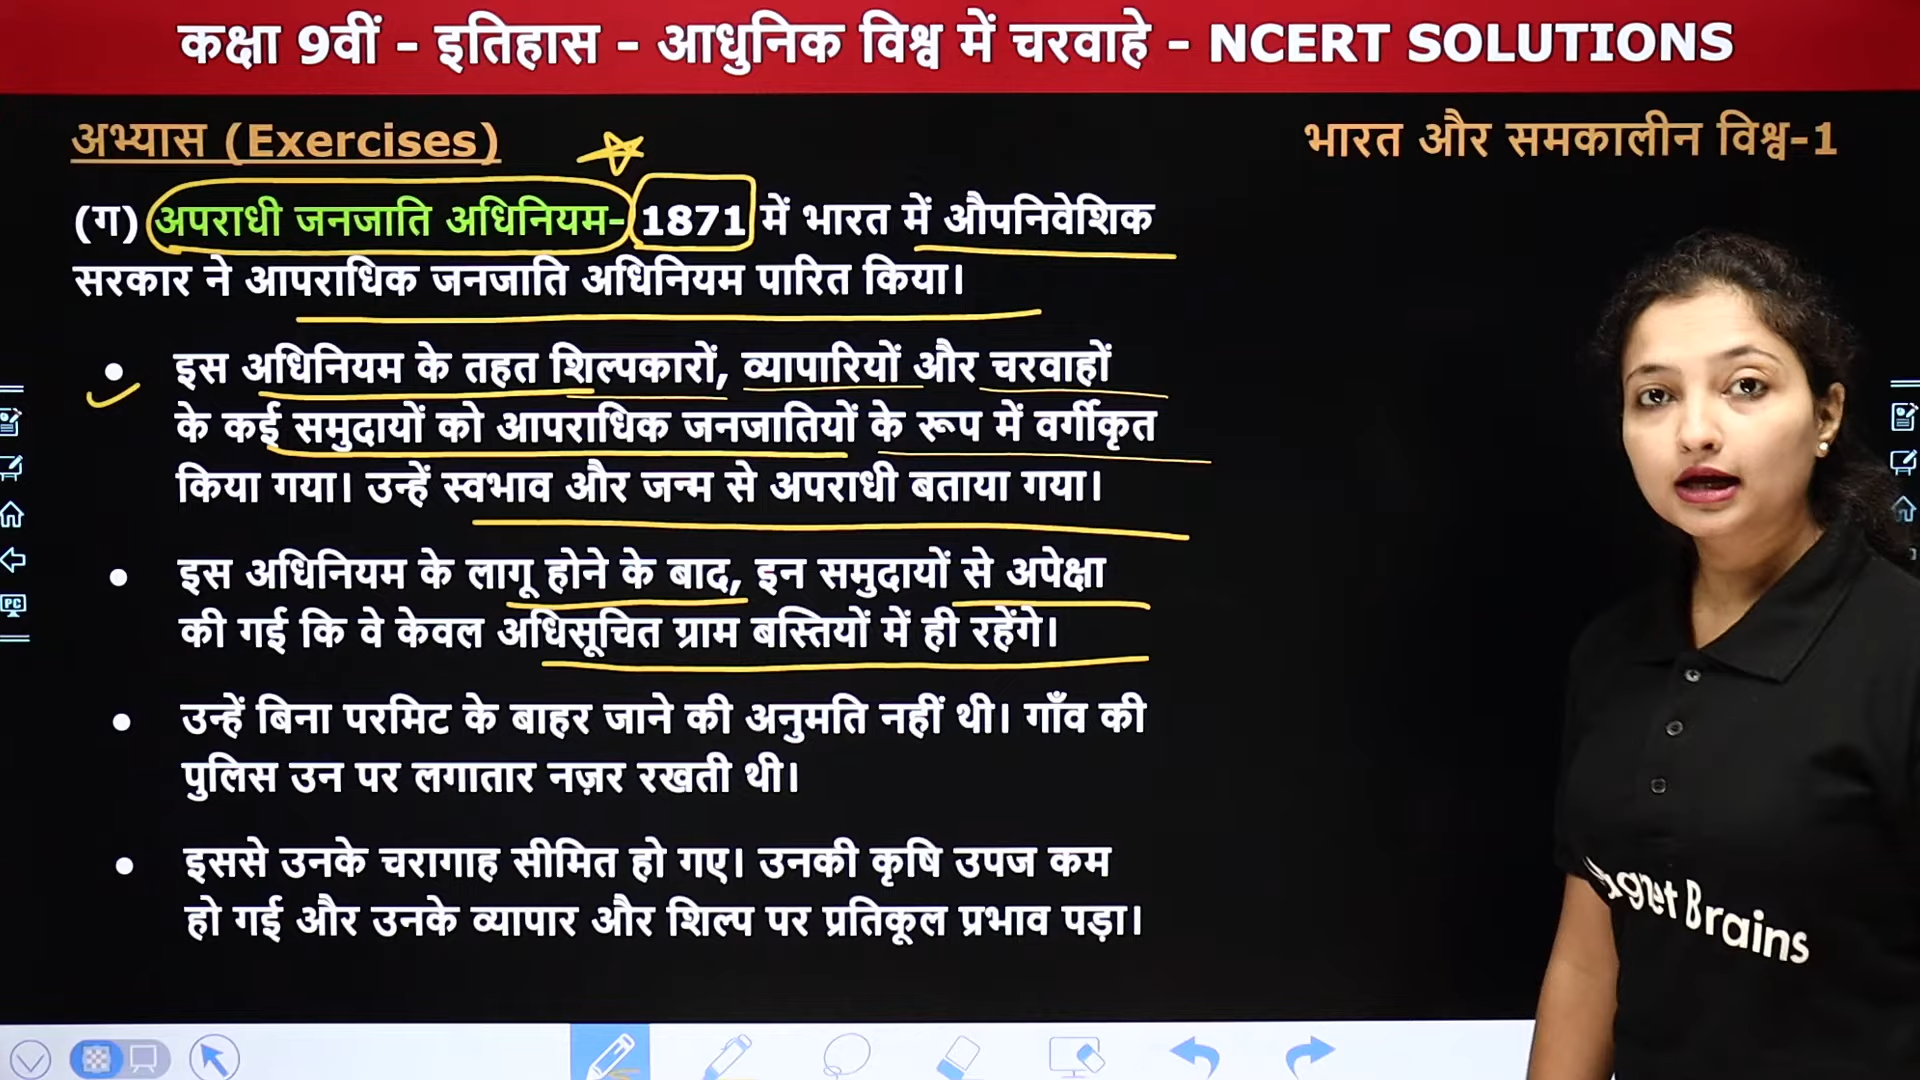 कक्षा 9वीं - इतिहास - आधुनिक विश्व में चरवाहे - NCERT SOLUTIONS
अभ्यास (Exercises)
भारत और समकालीन विश्व-1
(ग) अपराधी जनजाति अधिनियम- 1871 में भारत में औपनिवेशिक
सरकार ने आपराधिक जनजाति अधिनियम पारित किया।
• इस अधिनियम के तहत शिल्पकारों, व्यापारियों और चरवाहों
के कई समुदायों को आपराधिक जनजातियों के रूप में वर्गीकृत
किया गया। उन्हें स्वभाव और जन्म से अपराधी बताया गया।
• इस अधिनियम के लागू होने के बाद, इन समुदायों से अपेक्षा
की गई कि वे केवल अधिसूचित ग्राम बस्तियों में ही रहेंगे।
• उन्हें बिना परमिट के बाहर जाने की अनुमति नहीं थी। गाँव की
पुलिस उन पर लगातार नज़र रखती थी।
• इससे उनके चरागाह सीमित हो गए। उनकी कृषि उपज कम
हो गई और उनके व्यापार और शिल्प पर प्रतिकूल प्रभाव पड़ा।
PC
Brains